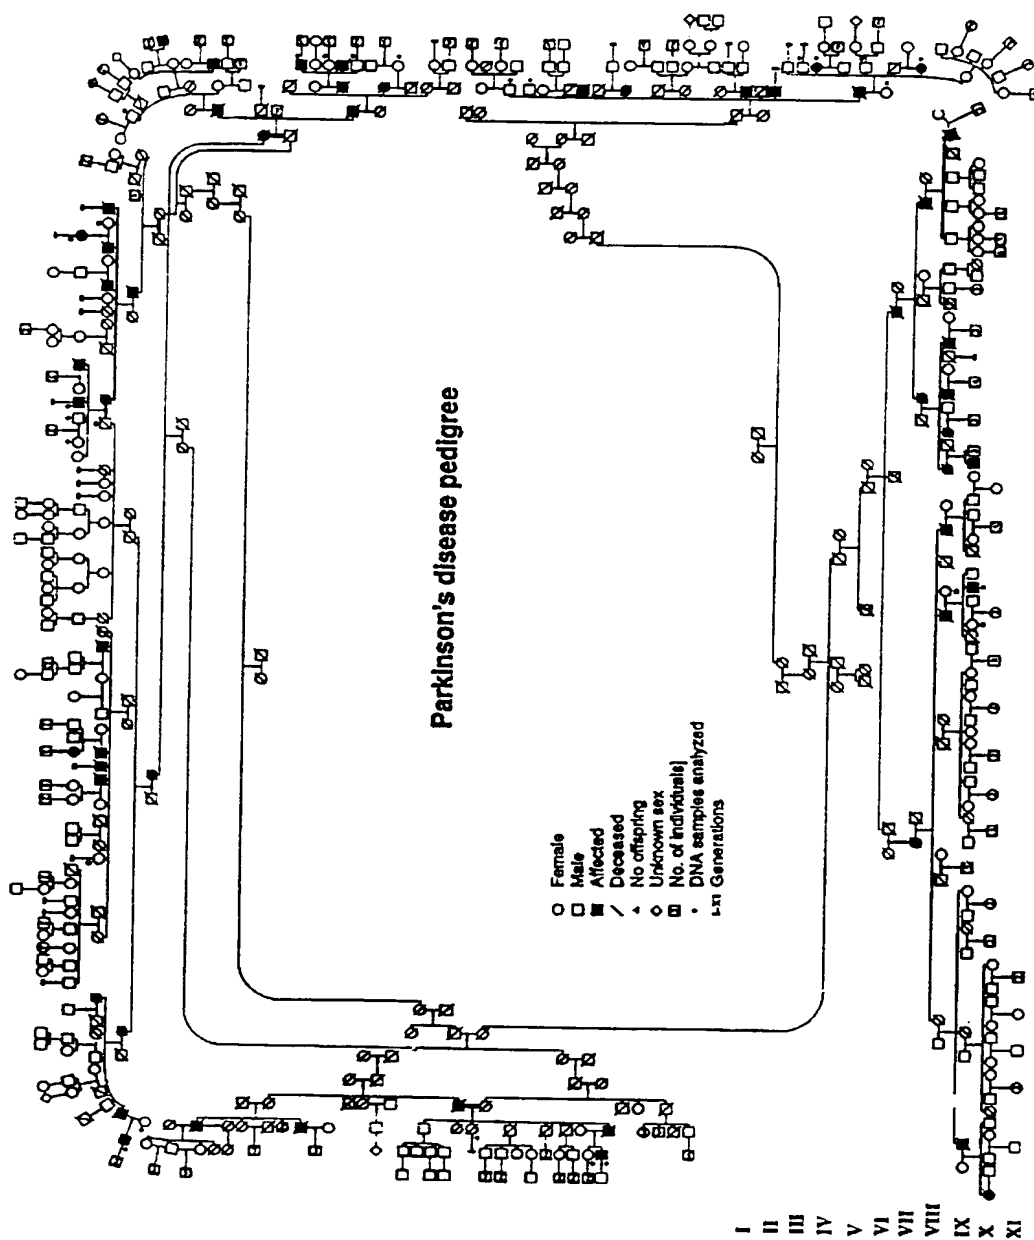 Parkinson's disease pedigree
Female
Male
Affected
Deceased
No offspring
Unknown sex
No. of individuals]
DNA samples analyzed
I-XI Generations
I
II
III
IV
V
VI
VII
VIII
IX
X
XI